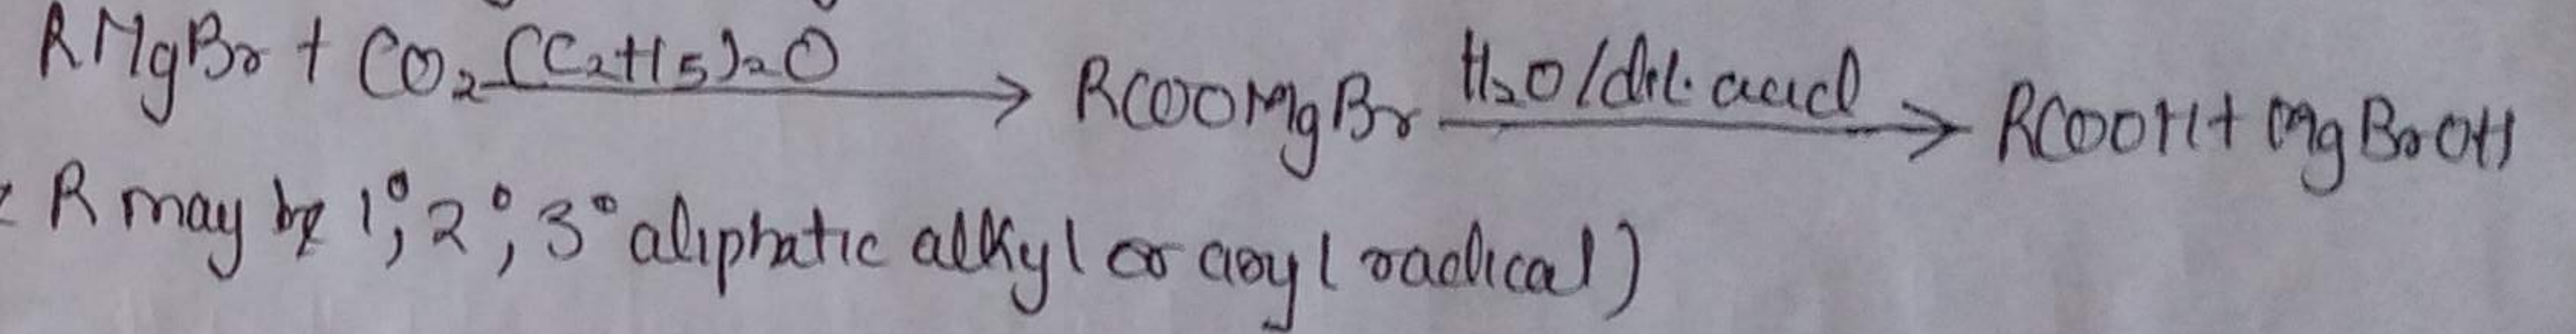 RMgBr + CO₂ (C₂H₅)₂O → RCOOMgBr H₂O/dil. acid → RCOOH + MgBrOH
( R may be 1°, 2°, 3° aliphatic alkyl or aryl radical)